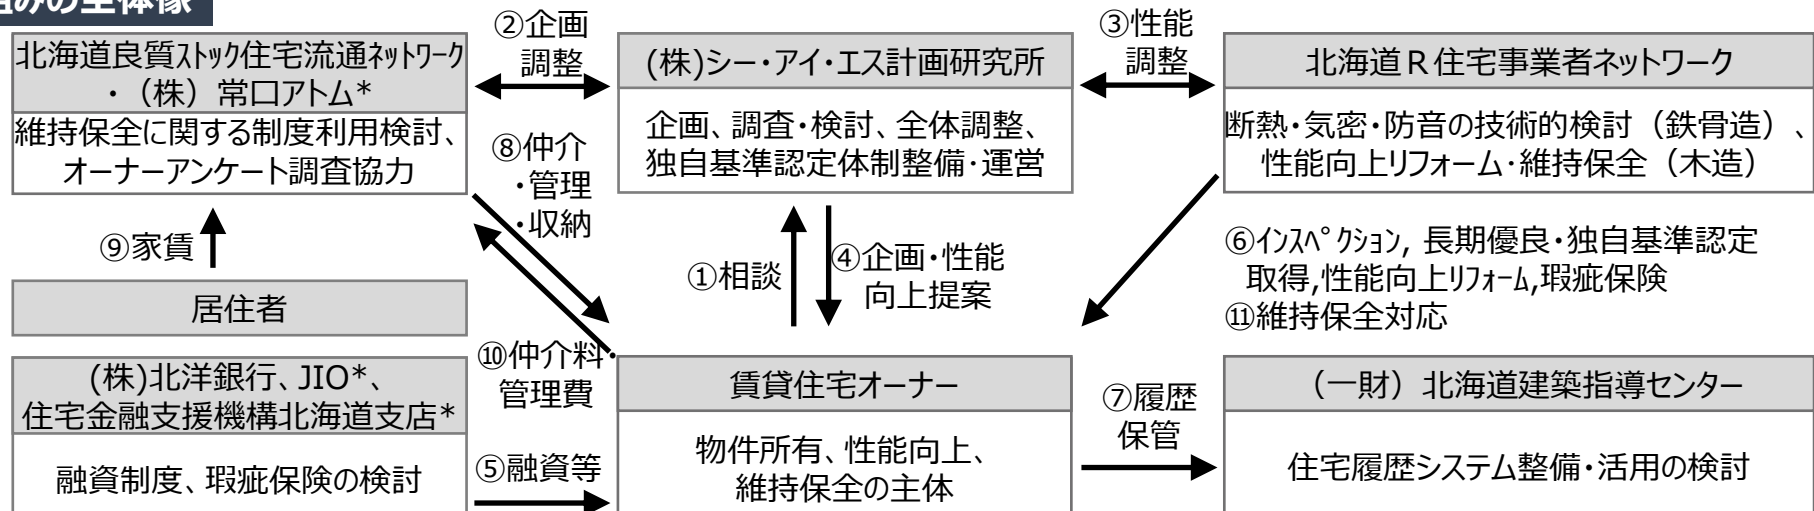 組みの全体像
②企画
調整
③性能
調整
北海道良質ｽﾄｯｸ住宅流通ﾈｯﾄﾜｰｸ
・（株）常口アトム*
維持保全に関する制度利用検討、
オーナーアンケート調査協力
(株)シー・アイ・エス計画研究所
企画、調査・検討、全体調整、
独自基準認定体制整備・運営
北海道Ｒ住宅事業者ネットワーク
断熱・気密・防音の技術的検討（鉄骨造）、
性能向上リフォーム・維持保全（木造）
⑧仲介
・管理
・収納
⑨家賃
①相談
④企画・性能
向上提案
⑥ｲﾝｽﾍﾟｸｼｮﾝ, 長期優良・独自基準認定
取得,性能向上ﾘﾌｫｰﾑ,瑕疵保険
⑪維持保全対応
居住者
⑩仲介料・
管理費
(株)北洋銀行、JIO*、
住宅金融支援機構北海道支店*
融資制度、瑕疵保険の検討
⑤融資等
賃貸住宅オーナー
物件所有、性能向上、
維持保全の主体
⑦履歴
保管
（一財）北海道建築指導センター
住宅履歴システム整備・活用の検討